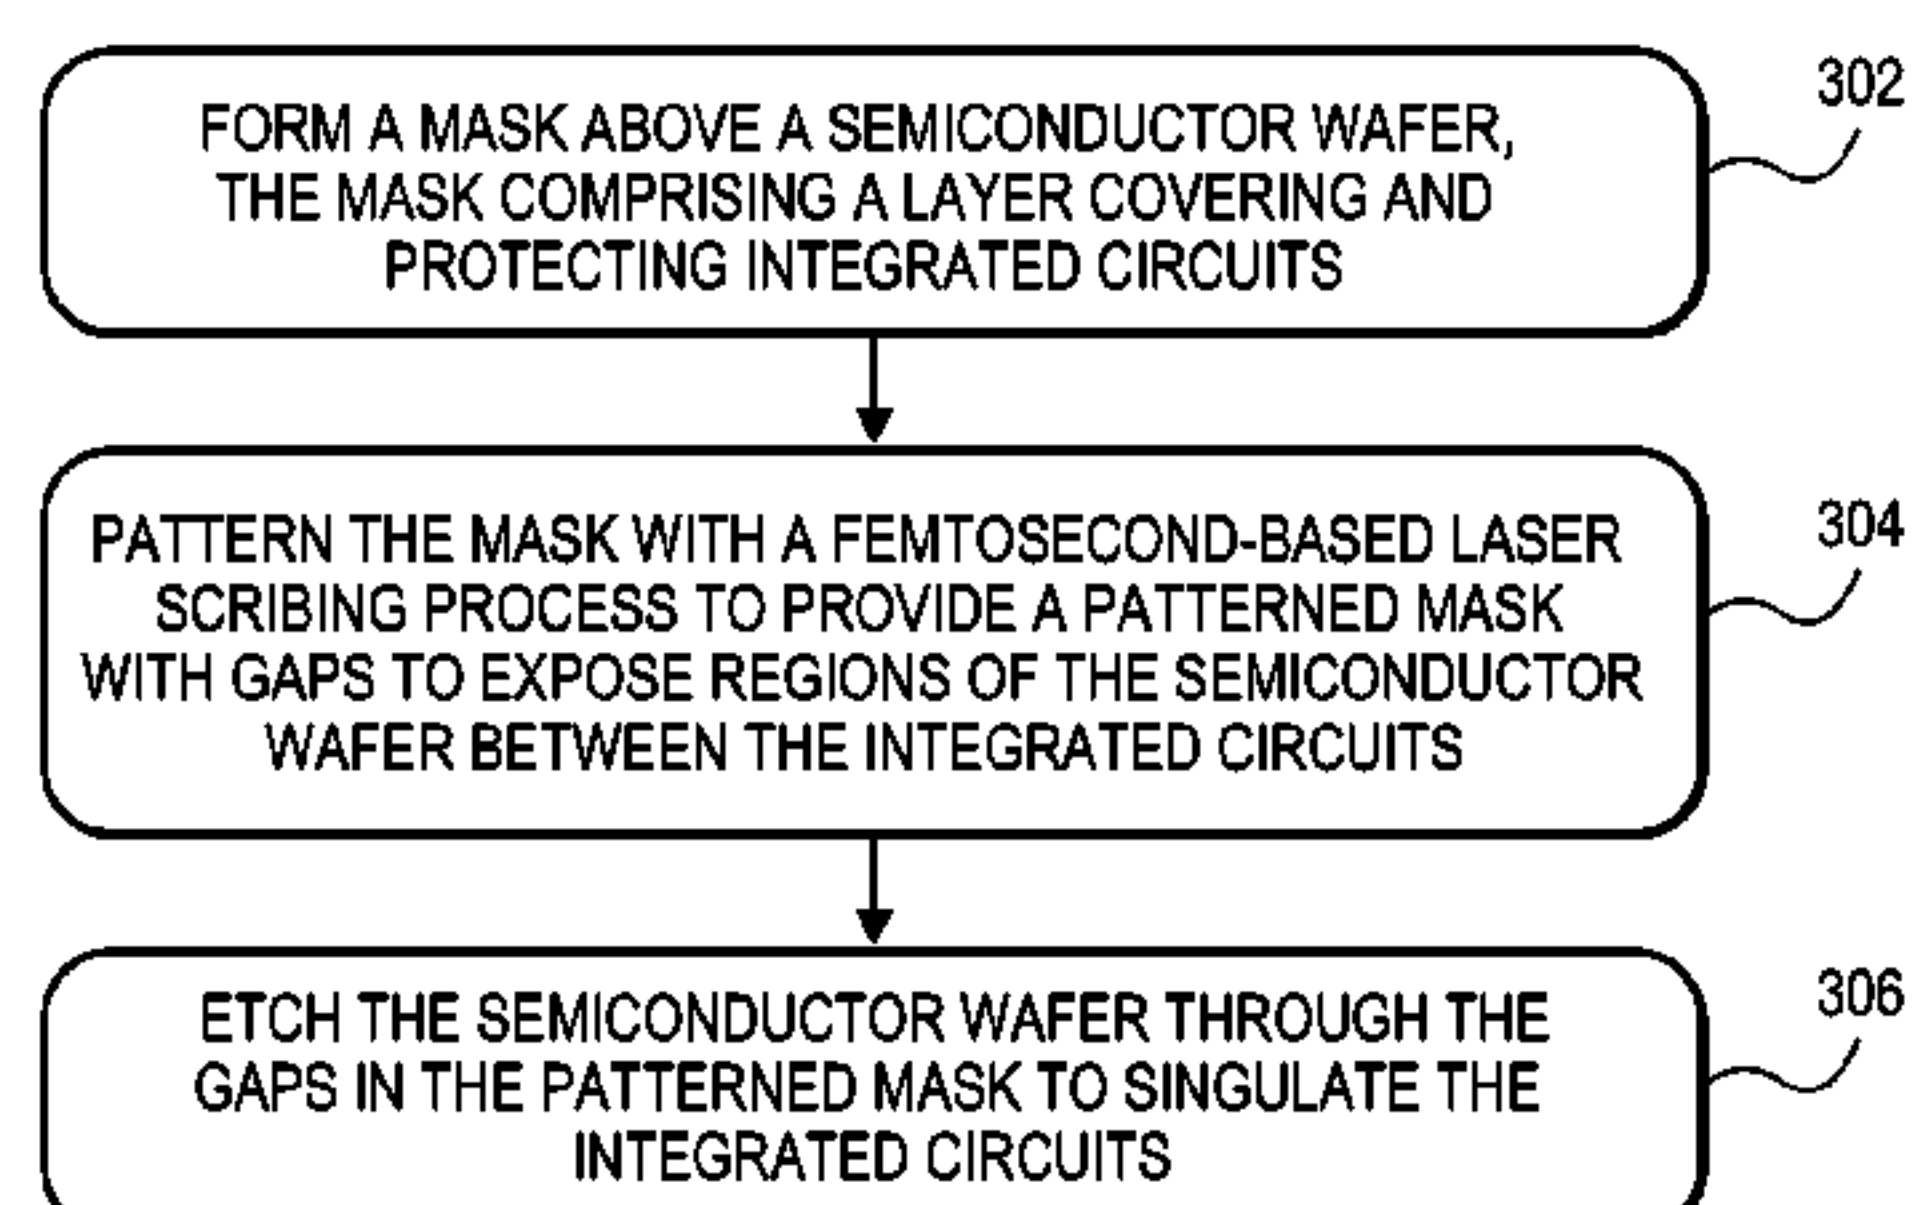 FORM A MASK ABOVE A SEMICONDUCTOR WAFER,
THE MASK COMPRISING A LAYER COVERING AND
PROTECTING INTEGRATED CIRCUITS
302
PATTERN THE MASK WITH A FEMTOSECOND-BASED LASER
SCRIBING PROCESS TO PROVIDE A PATTERNED MASK
WITH GAPS TO EXPOSE REGIONS OF THE SEMICONDUCTOR
WAFER BETWEEN THE INTEGRATED CIRCUITS
304
ETCH THE SEMICONDUCTOR WAFER THROUGH THE
GAPS IN THE PATTERNED MASK TO SINGULATE THE
INTEGRATED CIRCUITS
306